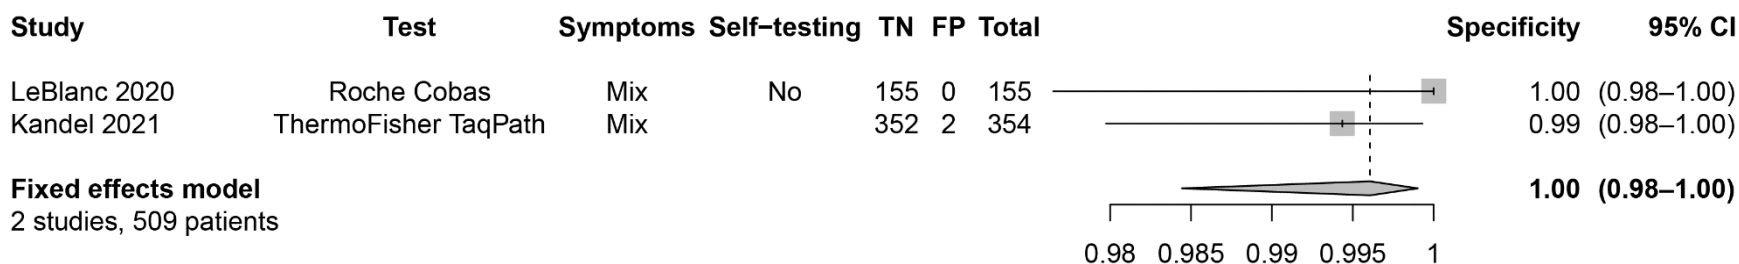 Study Test Symptoms Self−testing TN FP Total Specificity 95% CI
LeBlanc 2020 Roche Cobas Mix No 155 0 155 1.00 (0.98–1.00)
Kandel 2021 ThermoFisher TaqPath Mix 352 2 354 0.99 (0.98–1.00)
Fixed effects model 1.00 (0.98–1.00)
2 studies, 509 patients
0.98 0.985 0.99 0.995 1